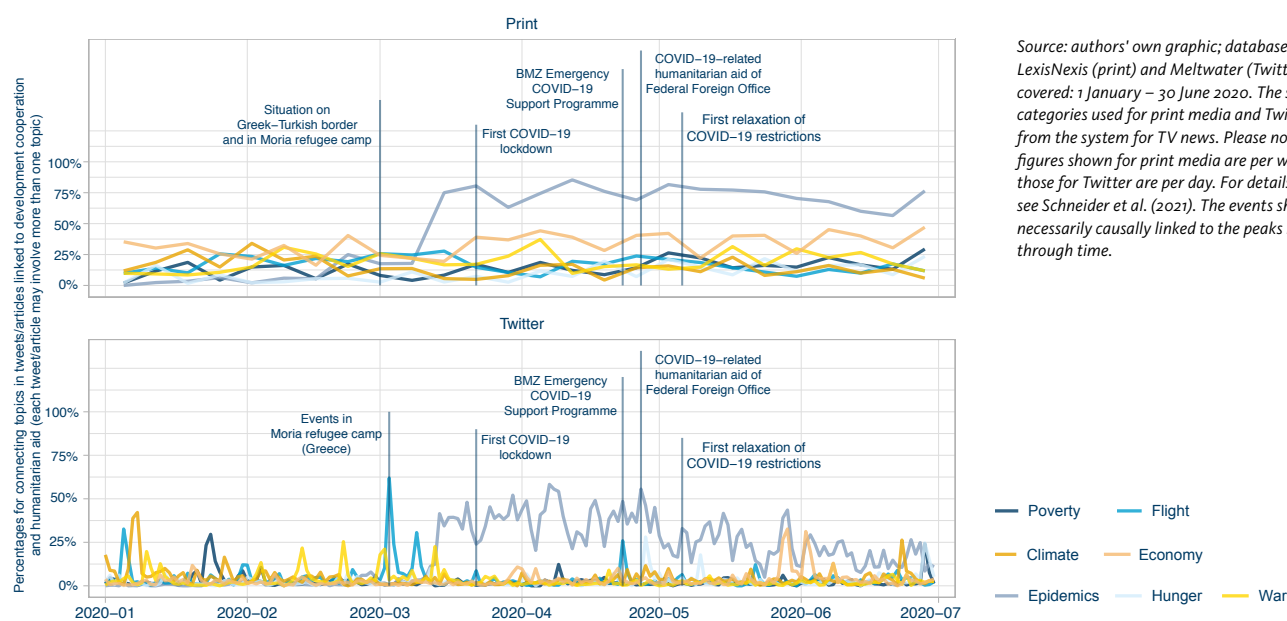 Print
Percentages for connecting topics in tweets/articles linked to development cooperation
and humanitarian aid (each tweet/article may involve more than one topic)
COVID–19–related
humanitarian aid of
Federal Foreign Office
BMZ Emergency
COVID–19
Support Programme
Situation on
Greek–Turkish border
and in Moria refugee camp
First COVID–19
lockdown
First relaxation of
COVID–19 restrictions
100%
75%
50%
25%
0%
Twitter
COVID–19–related
humanitarian aid of
Federal Foreign Office
BMZ Emergency
COVID–19
Support Programme
Events in
Moria refugee camp
(Greece)
First COVID–19
lockdown
First relaxation of
COVID–19 restrictions
100%
75%
50%
25%
0%
2020–01 2020–02 2020–03 2020–04 2020–05 2020–06 2020–07
Source: authors' own graphic; database
LexisNexis (print) and Meltwater (Twitt
covered: 1 January – 30 June 2020. The
categories used for print media and Twi
from the system for TV news. Please no
figures shown for print media are per w
those for Twitter are per day. For detail
see Schneider et al. (2021). The events sh
necessarily causally linked to the peaks
through time.
Poverty Flight
Climate Economy
Epidemics Hunger War